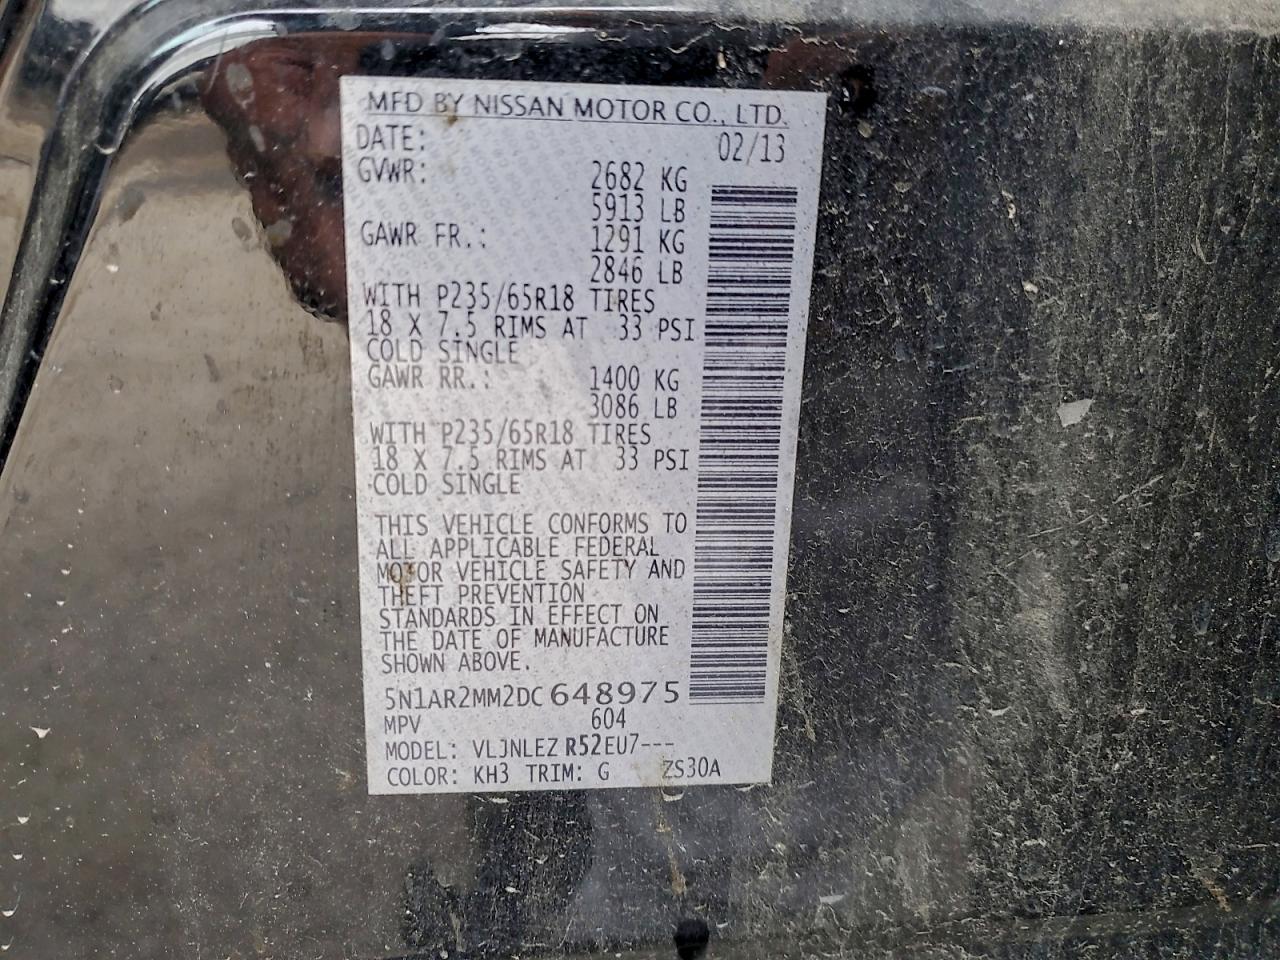 MFD BY NISSAN MOTOR CO., LTD.
DATE: 02/13
GVWR: 2682 KG
5913 LB
GAWR FR.: 1291 KG
2846 LB
WITH P235/65R18 TIRES
18 X 7.5 RIMS AT 33 PSI
COLD SINGLE
GAWR RR.: 1400 KG
3086 LB
WITH P235/65R18 TIRES
18 X 7.5 RIMS AT 33 PSI
COLD SINGLE
THIS VEHICLE CONFORMS TO
ALL APPLICABLE FEDERAL
MOTOR VEHICLE SAFETY AND
THEFT PREVENTION
STANDARDS IN EFFECT ON
THE DATE OF MANUFACTURE
SHOWN ABOVE.
5N1AR2MM2DC648975
MPV 604
MODEL: VLJNLEZ R52EU7---
COLOR: KH3 TRIM: G ZS30A